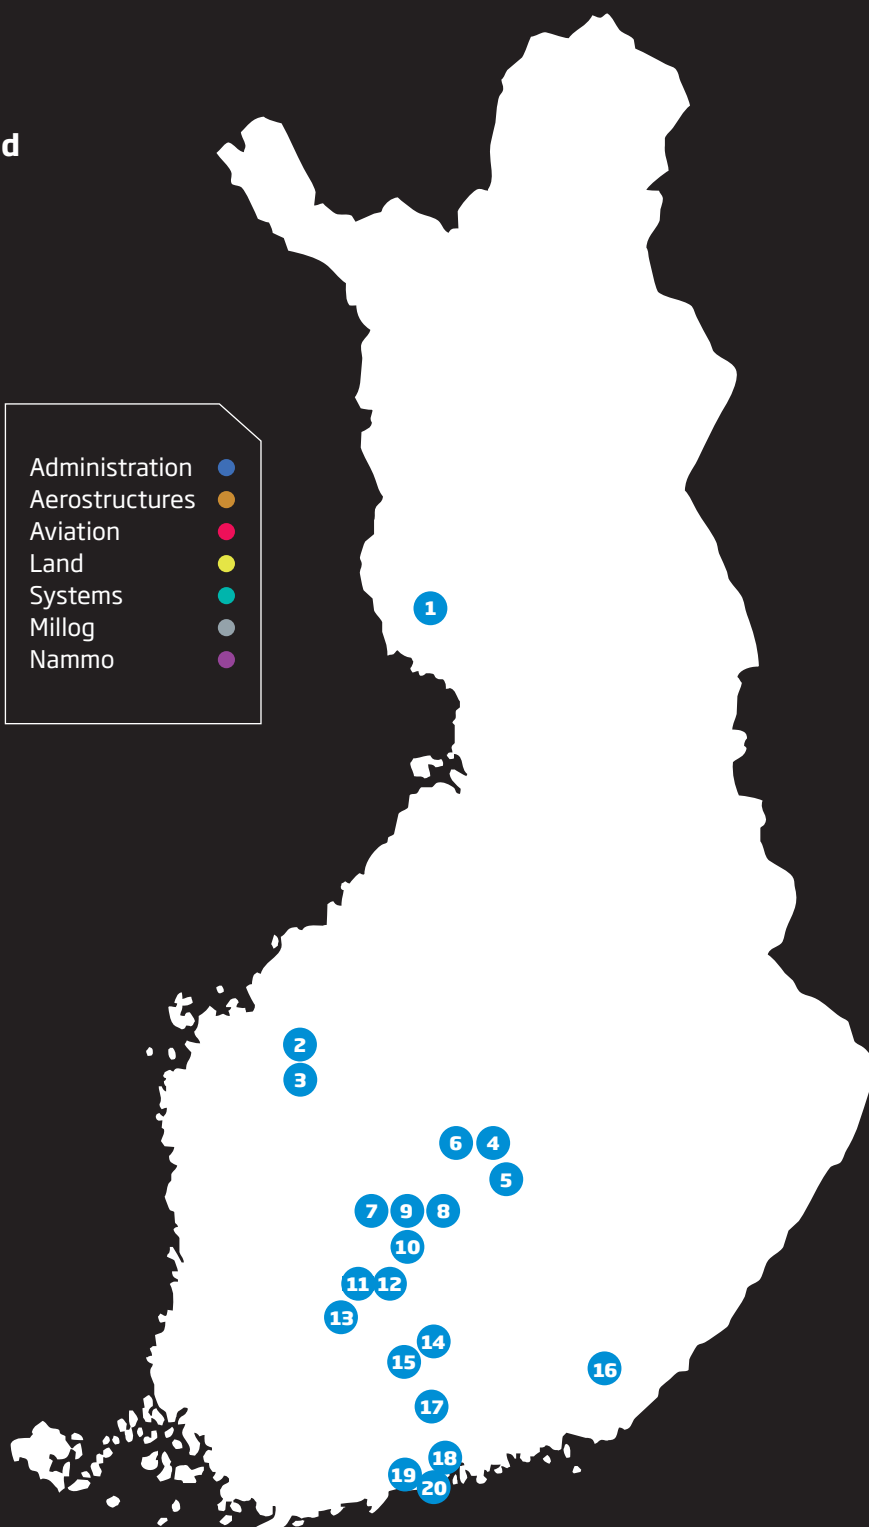 d
Administration
Aerostructures
Aviation
Land
Systems
Millog
Nammo
1
2
3
6 4
5
7 9 8
10
11 12
13
14
15
16
17
18
19
20